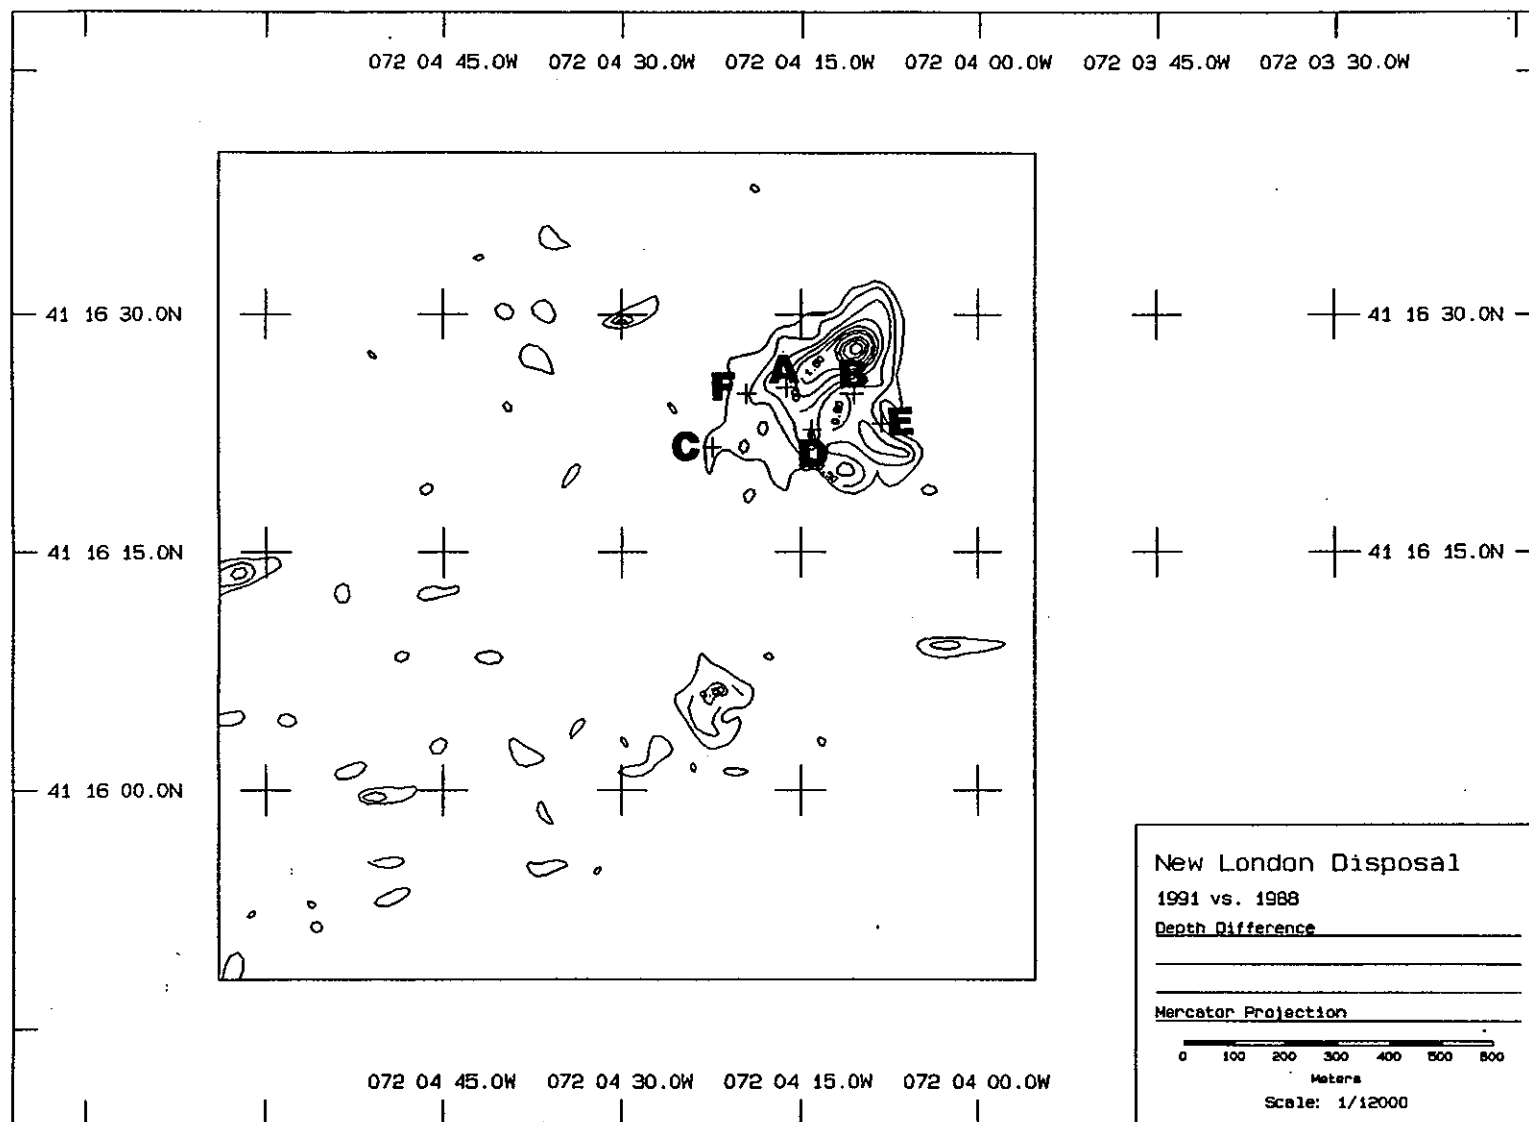 072 04 45.0W 072 04 30.0W 072 04 15.0W 072 04 00.0W 072 03 45.0W 072 03 30.0W
41 16 30.0N 41 16 30.0N
A
1.80
B
F
0.80
E
C
D
41 16 15.0N 41 16 15.0N
41 16 00.0N
New London Disposal
1991 vs. 1988
Depth Difference
Mercator Projection
0 100 200 300 400 500 600
Meters
Scale: 1/12000
072 04 45.0W 072 04 30.0W 072 04 15.0W 072 04 00.0W